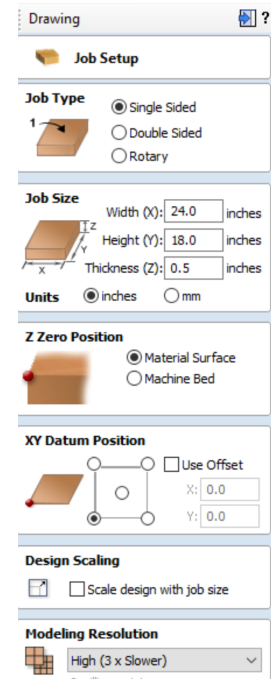 Drawing ?
Job Setup
Job Type
Single Sided
1
Double Sided
Rotary
Job Size
Width (X): 24.0 inches
Z
Height (Y): 18.0 inches
Y
X
Thickness (Z): 0.5 inches
Units inches mm
Z Zero Position
Material Surface
Machine Bed
XY Datum Position
Use Offset
X: 0.0
Y: 0.0
Design Scaling
Scale design with job size
Modeling Resolution
High (3 x Slower)